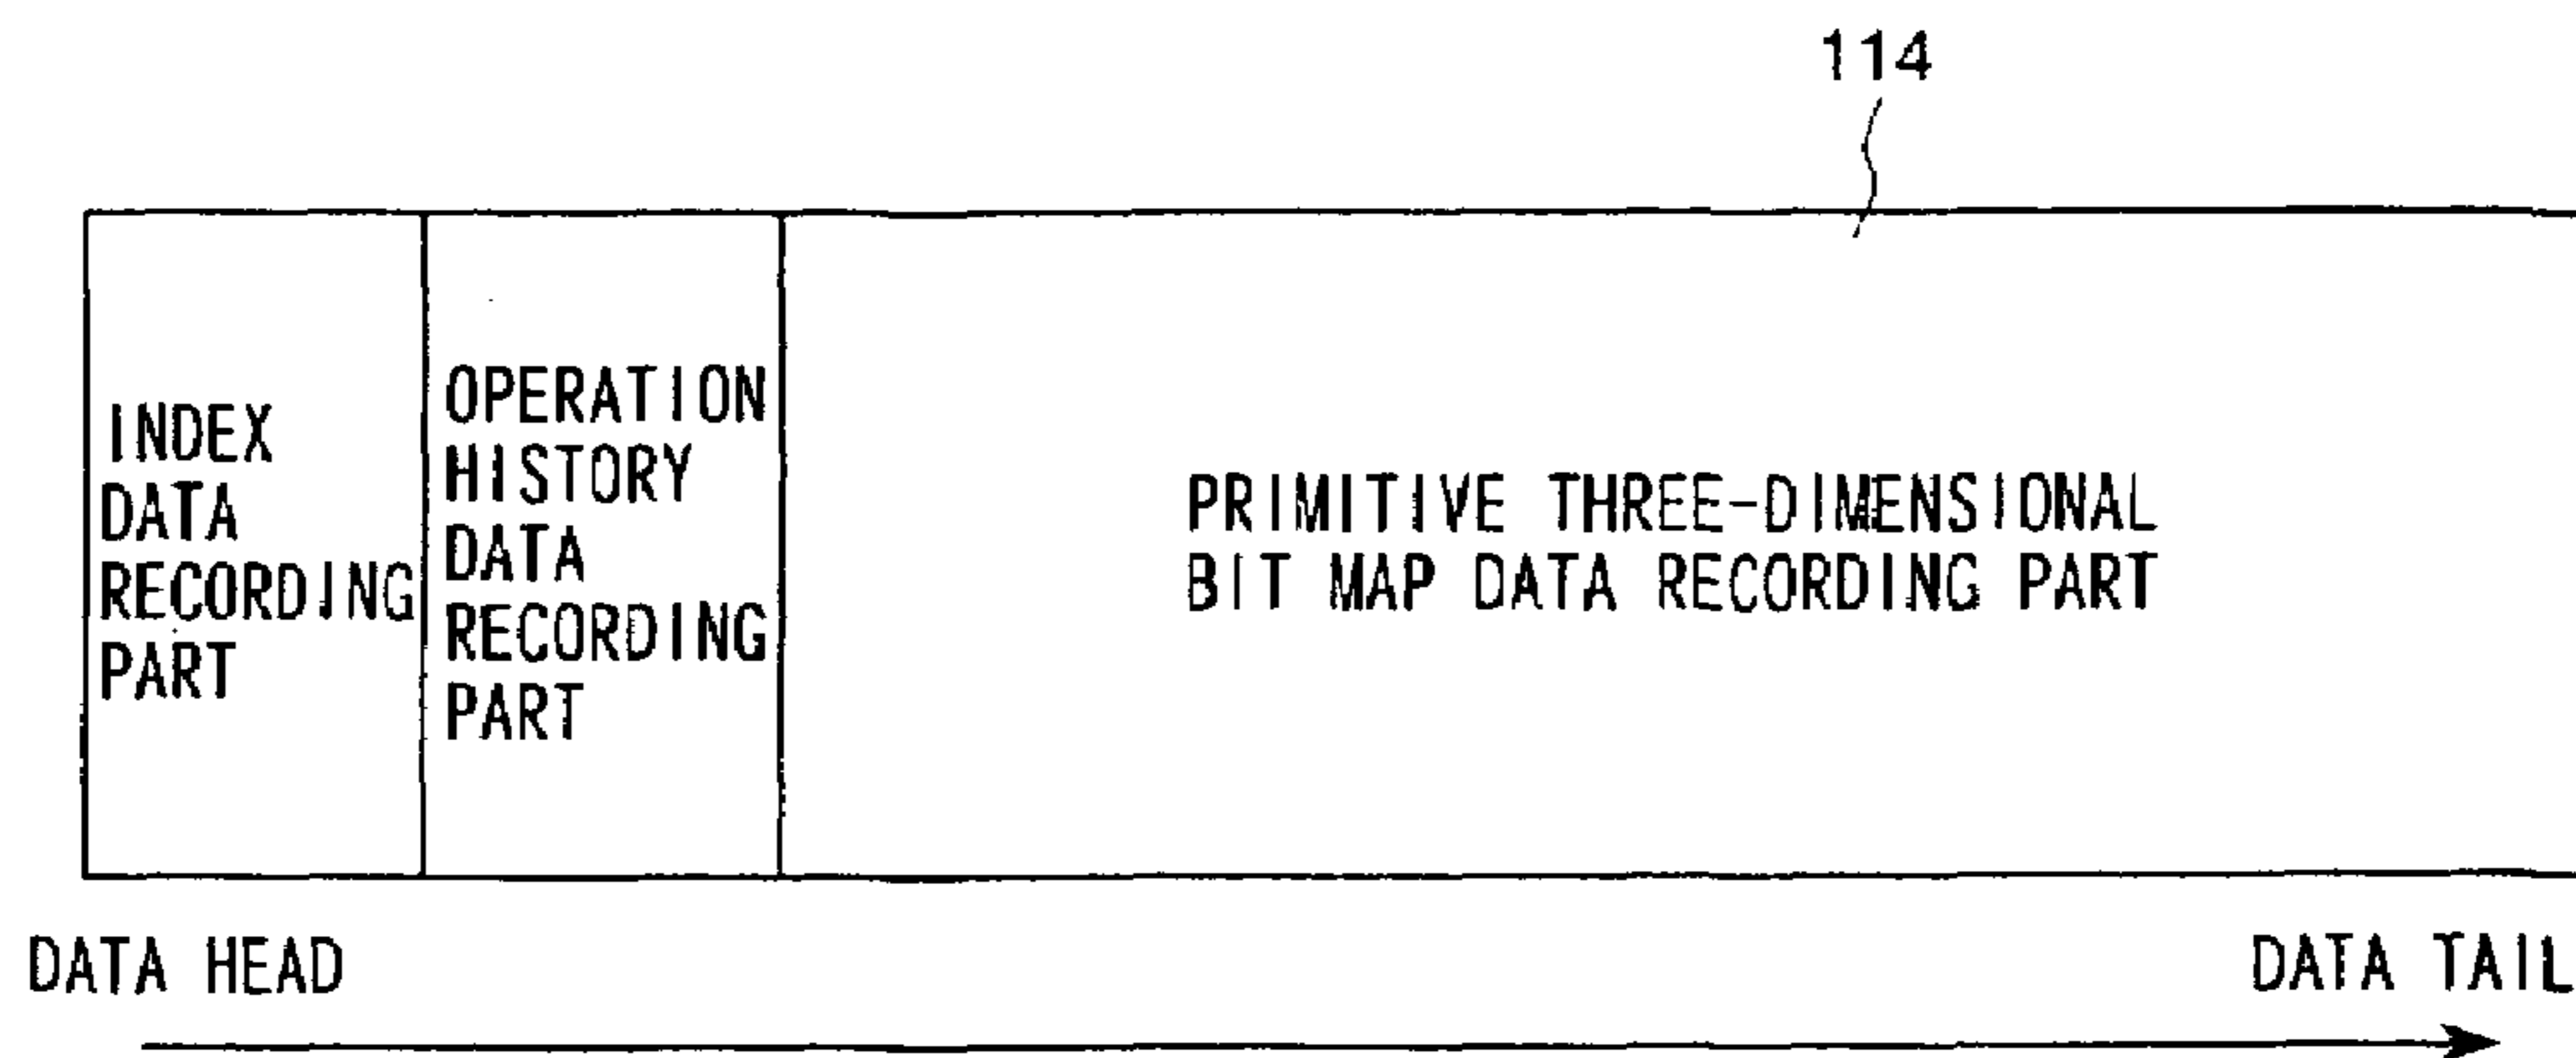 114
INDEX
DATA
RECORDING
PART
OPERATION
HISTORY
DATA
RECORDING
PART
PRIMITIVE THREE-DIMENSIONAL
BIT MAP DATA RECORDING PART
DATA HEAD
DATA TAIL